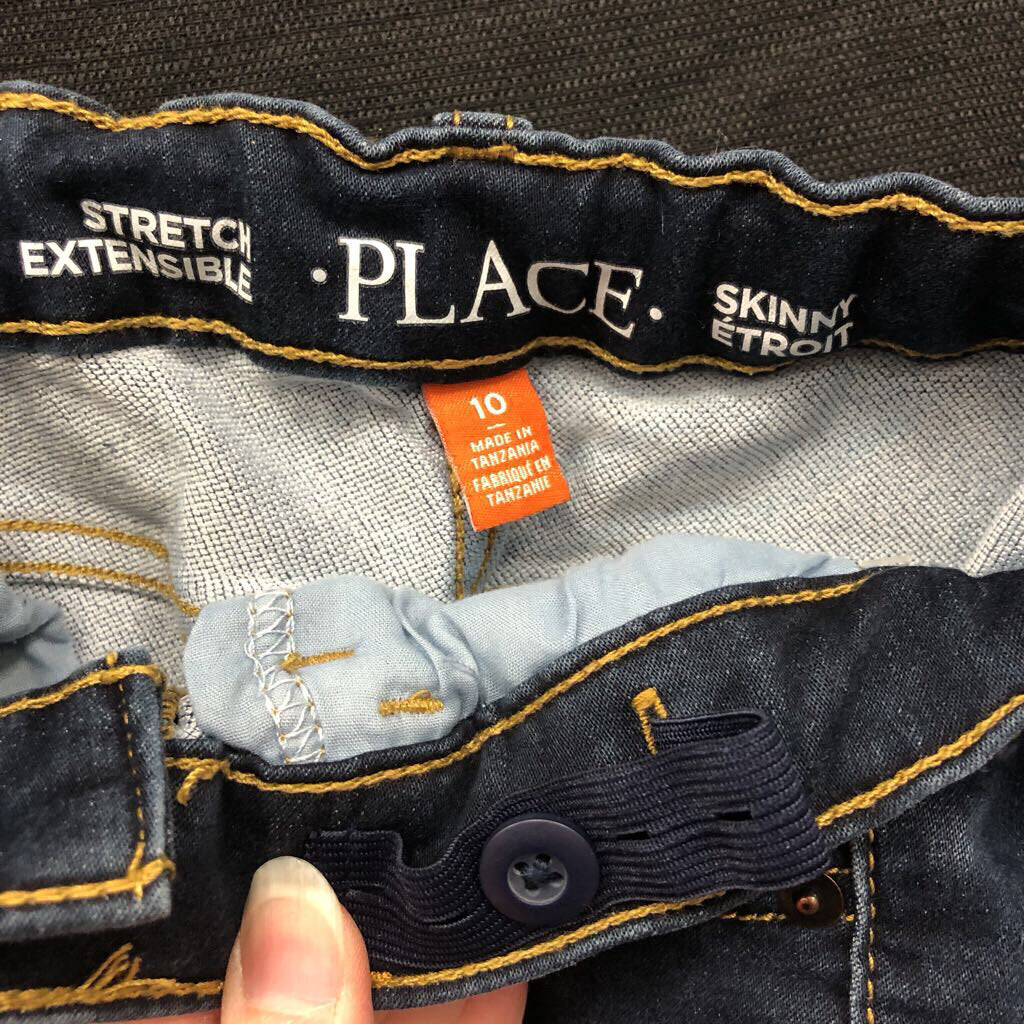 STRETCH
EXTENSIBLE
·PLACE·
SKINNY
ÉTROIT
10
MADE IN
TANZANIA
FABRIQUÉ EN
TANZANIE